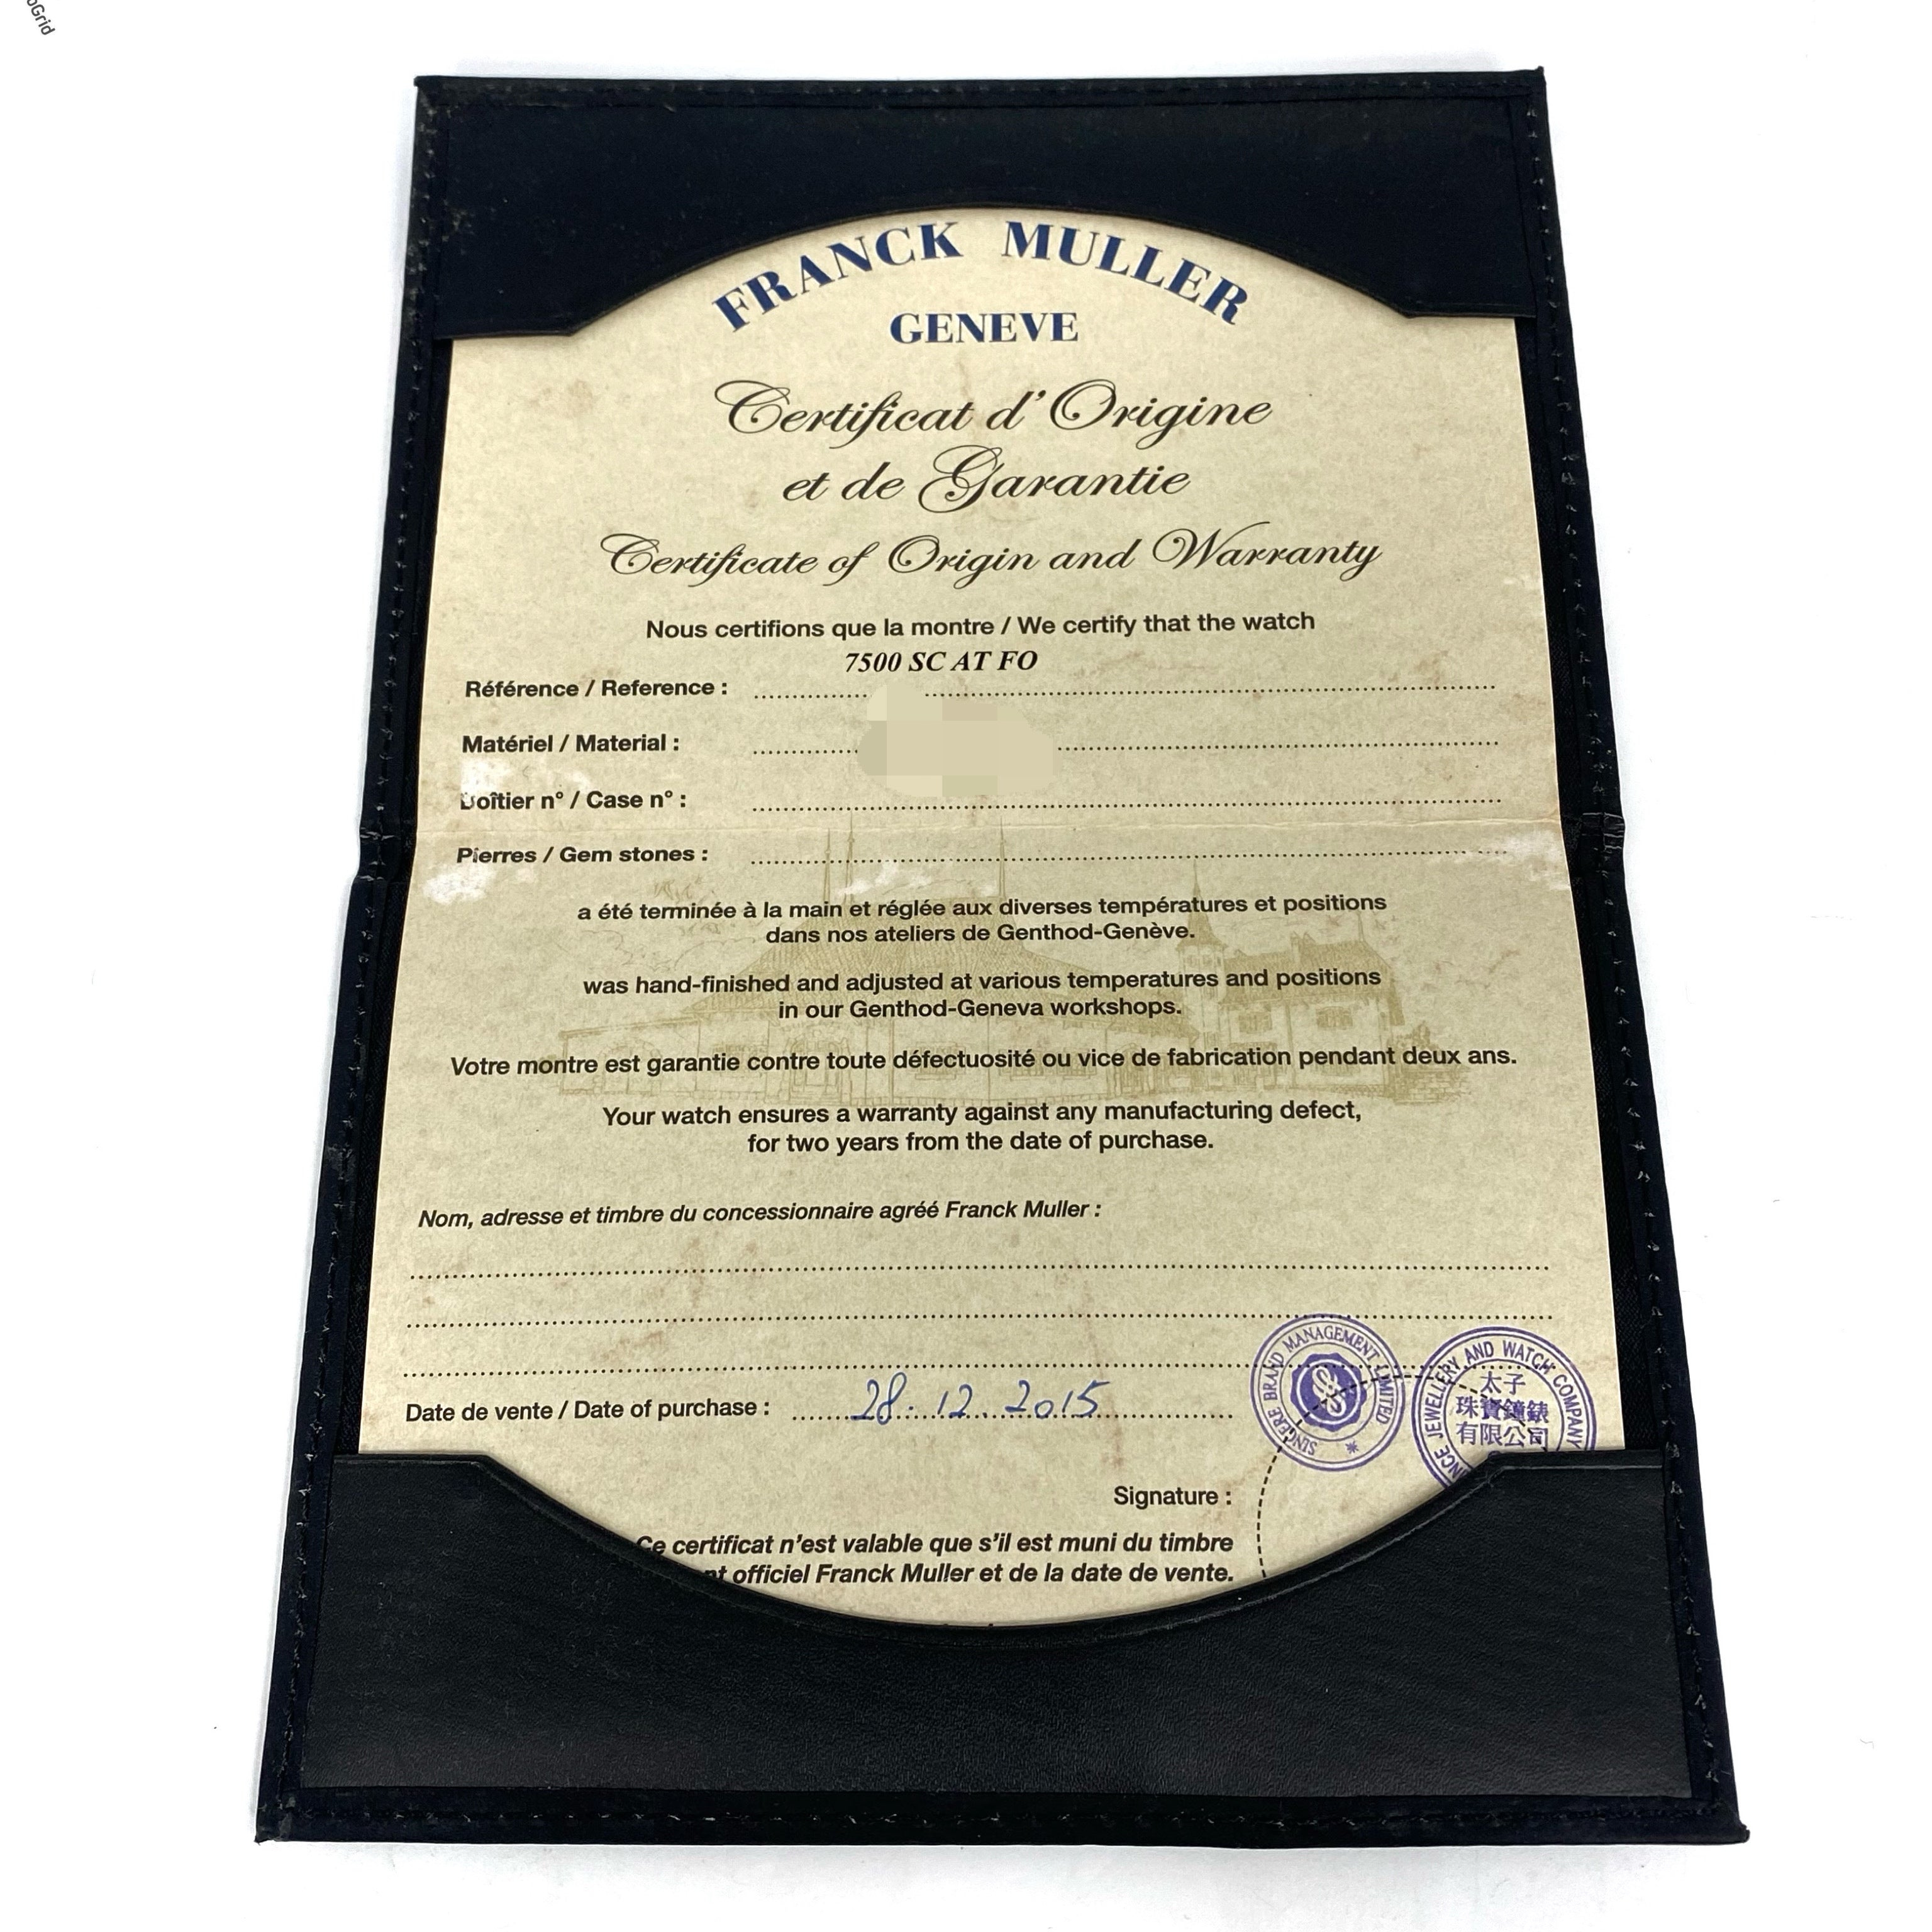 oGrid
FRANCK MULLER
GENEVE
Certificat d'Origine
et de Garantie
Certificate of Origin and Warranty
Nous certifions que la montre / We certify that the watch
7500 SC AT FO
Référence / Reference :
Matériel / Material :
Boîtier n° / Case n° :
Pierres / Gem stones :
a été terminée à la main et réglée aux diverses températures et positions
dans nos ateliers de Genthod-Genève.
was hand-finished and adjusted at various temperatures and positions
in our Genthod-Geneva workshops.
Votre montre est garantie contre toute défectuosité ou vice de fabrication pendant deux ans.
Your watch ensures a warranty against any manufacturing defect,
for two years from the date of purchase.
Nom, adresse et timbre du concessionnaire agréé Franck Muller :
Date de vente / Date of purchase : 28.12.2015
SINCERE BRAND MANAGEMENT LIMITED
NCE JEWELLERY AND WATCH COMPANY
太子
珠寶鐘錶
有限公司
Signature :
Ce certificat n'est valable que s'il est muni du timbre
nt officiel Franck Muller et de la date de vente.